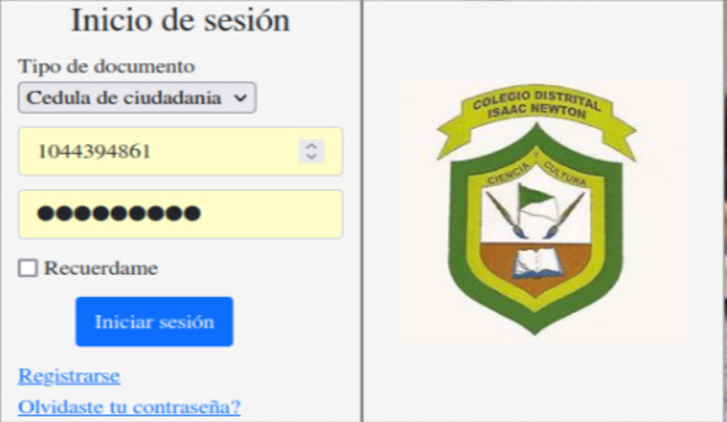 Inicio de sesión
Tipo de documento
Cedula de ciudadania
1044394861
●●●●●●●●●
Recuerdame
Iniciar sesión
Registrarse
Olvidaste tu contraseña?
COLEGIO DISTRITAL
ISAAC NEWTON
CIENCIA Y CULTURA